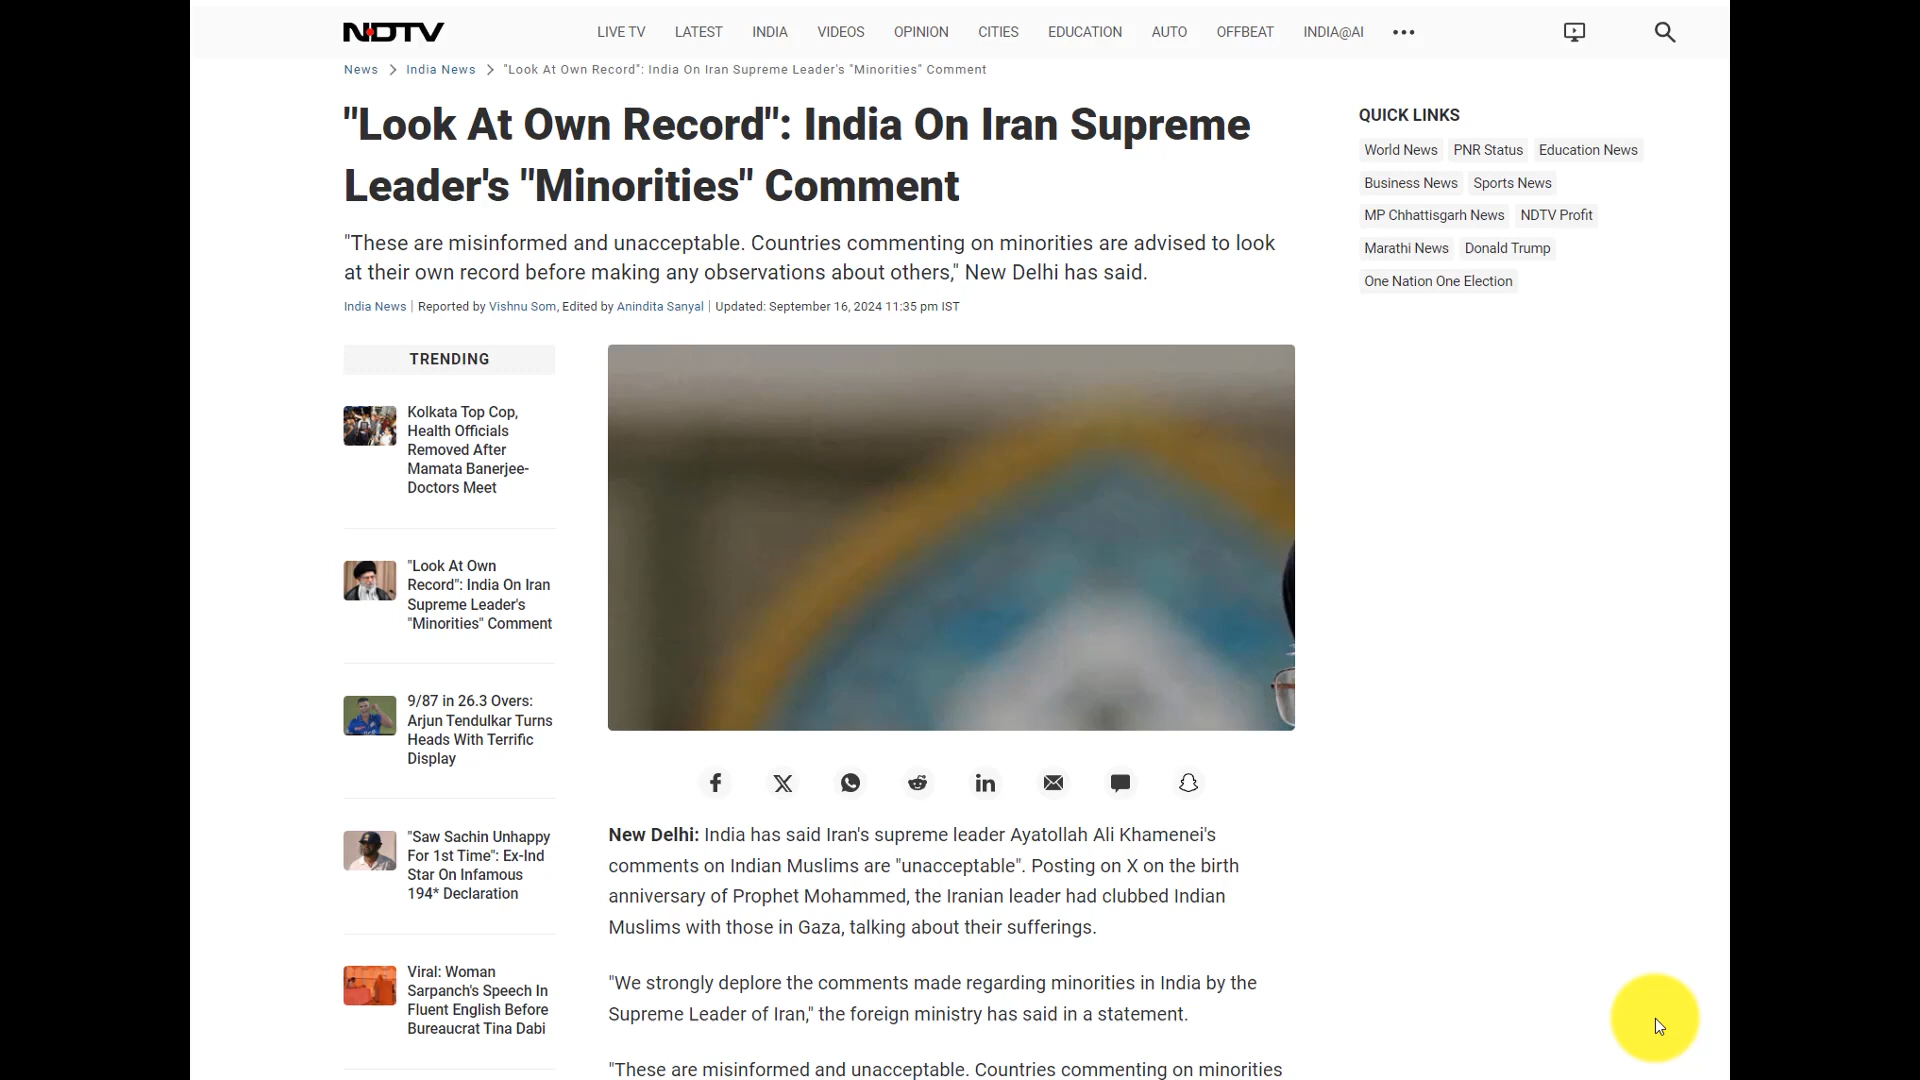 NDTV
LIVE TV LATEST INDIA VIDEOS OPINION CITIES EDUCATION AUTO OFFBEAT INDIA@AI
News > India News > "Look At Own Record": India On Iran Supreme Leader's "Minorities" Comment
"Look At Own Record": India On Iran Supreme
Leader's "Minorities" Comment
"These are misinformed and unacceptable. Countries commenting on minorities are advised to look
at their own record before making any observations about others," New Delhi has said.
India News | Reported by Vishnu Som, Edited by Anindita Sanyal | Updated: September 16, 2024 11:35 pm IST
TRENDING
Kolkata Top Cop,
Health Officials
Removed After
Mamata Banerjee-
Doctors Meet
"Look At Own
Record": India On Iran
Supreme Leader's
"Minorities" Comment
9/87 in 26.3 Overs:
Arjun Tendulkar Turns
Heads With Terrific
Display
"Saw Sachin Unhappy
For 1st Time": Ex-Ind
Star On Infamous
194* Declaration
Viral: Woman
Sarpanch's Speech In
Fluent English Before
Bureaucrat Tina Dabi
New Delhi: India has said Iran's supreme leader Ayatollah Ali Khamenei's
comments on Indian Muslims are "unacceptable". Posting on X on the birth
anniversary of Prophet Mohammed, the Iranian leader had clubbed Indian
Muslims with those in Gaza, talking about their sufferings.
"We strongly deplore the comments made regarding minorities in India by the
Supreme Leader of Iran," the foreign ministry has said in a statement.
"These are misinformed and unacceptable. Countries commenting on minorities
QUICK LINKS
World News PNR Status Education News
Business News Sports News
MP Chhattisgarh News NDTV Profit
Marathi News Donald Trump
One Nation One Election